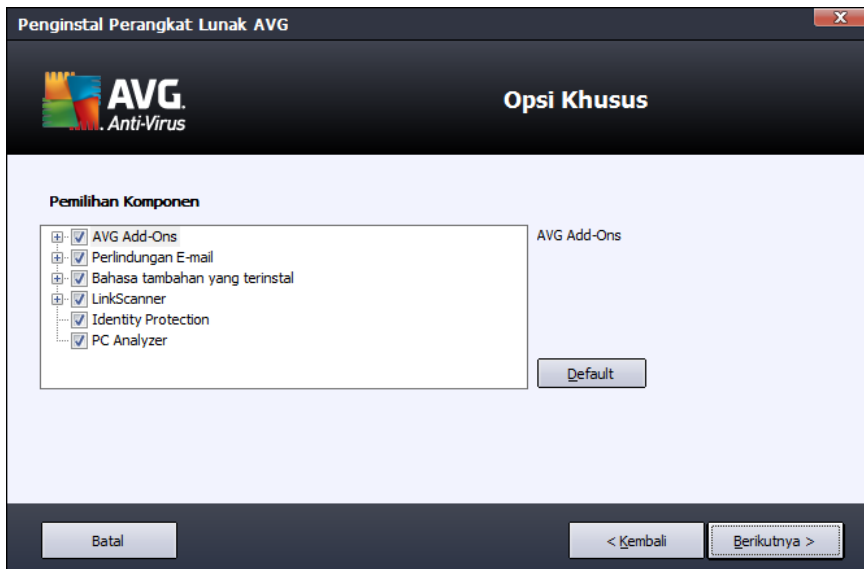 Penginstal Perangkat Lunak AVG
AVG.
Anti-Virus
Opsi Khusus
Pemilihan Komponen
AVG Add-Ons
Perlindungan E-mail
Bahasa tambahan yang terinstal
LinkScanner
Identity Protection
PC Analyzer
AVG Add-Ons
Default
Batal
< Kembali
Berikutnya >